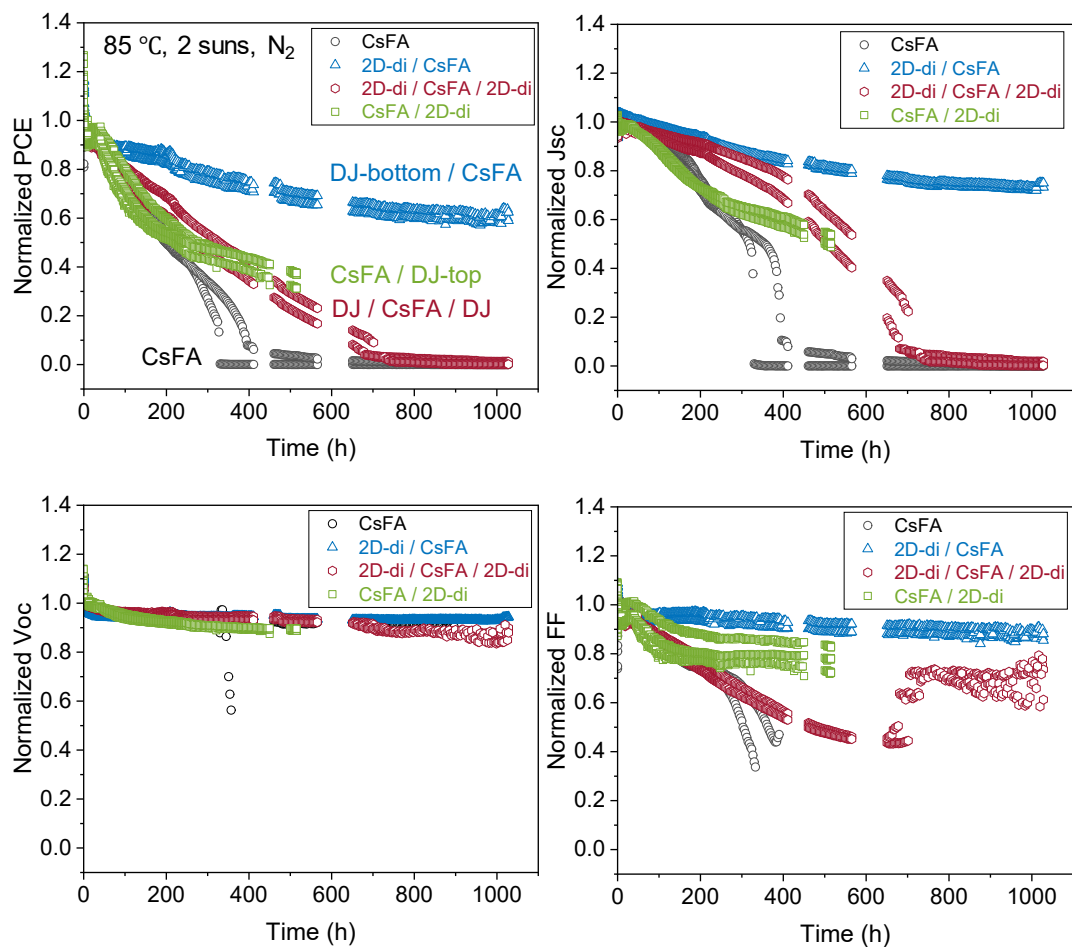 1.4
1.2
1.0
0.8
0.6
0.4
0.2
0.0
Normalized PCE
85 ℃, 2 suns, N2
CsFA
2D-di / CsFA
2D-di / CsFA / 2D-di
CsFA / 2D-di
DJ-bottom / CsFA
CsFA / DJ-top
DJ / CsFA / DJ
CsFA
0 200 400 600 800 1000
Time (h)
1.4
1.2
1.0
0.8
0.6
0.4
0.2
0.0
Normalized Jsc
CsFA
2D-di / CsFA
2D-di / CsFA / 2D-di
CsFA / 2D-di
0 200 400 600 800 1000
Time (h)
1.4
1.2
1.0
0.8
0.6
0.4
0.2
0.0
Normalized Voc
CsFA
2D-di / CsFA
2D-di / CsFA / 2D-di
CsFA / 2D-di
0 200 400 600 800 1000
Time (h)
1.4
1.2
1.0
0.8
0.6
0.4
0.2
0.0
Normalized FF
CsFA
2D-di / CsFA
2D-di / CsFA / 2D-di
CsFA / 2D-di
0 200 400 600 800 1000
Time (h)